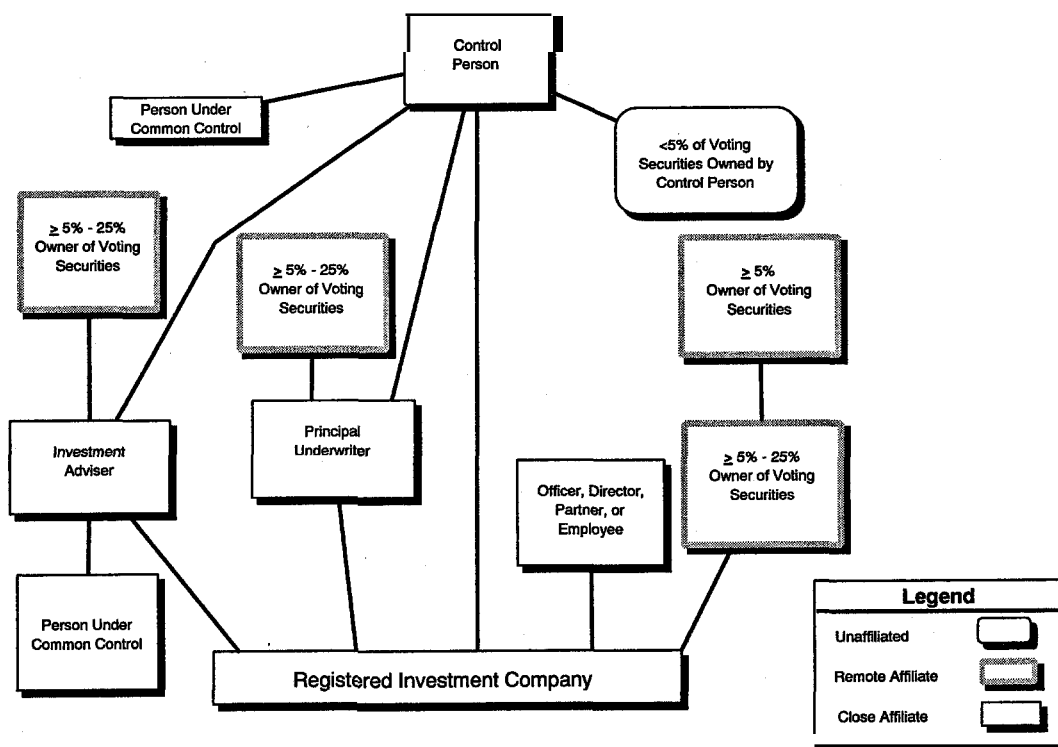 Control
Person
Person Under
Common Control
<5% of Voting
Securities Owned by
Control Person
≥ 5% - 25%
Owner of Voting
Securities
≥ 5% - 25%
Owner of Voting
Securities
≥ 5%
Owner of Voting
Securities
Investment
Adviser
Principal
Underwriter
Officer, Director,
Partner, or
Employee
≥ 5% - 25%
Owner of Voting
Securities
Person Under
Common Control
Registered Investment Company
Legend
Unaffiliated
Remote Affiliate
Close Affiliate